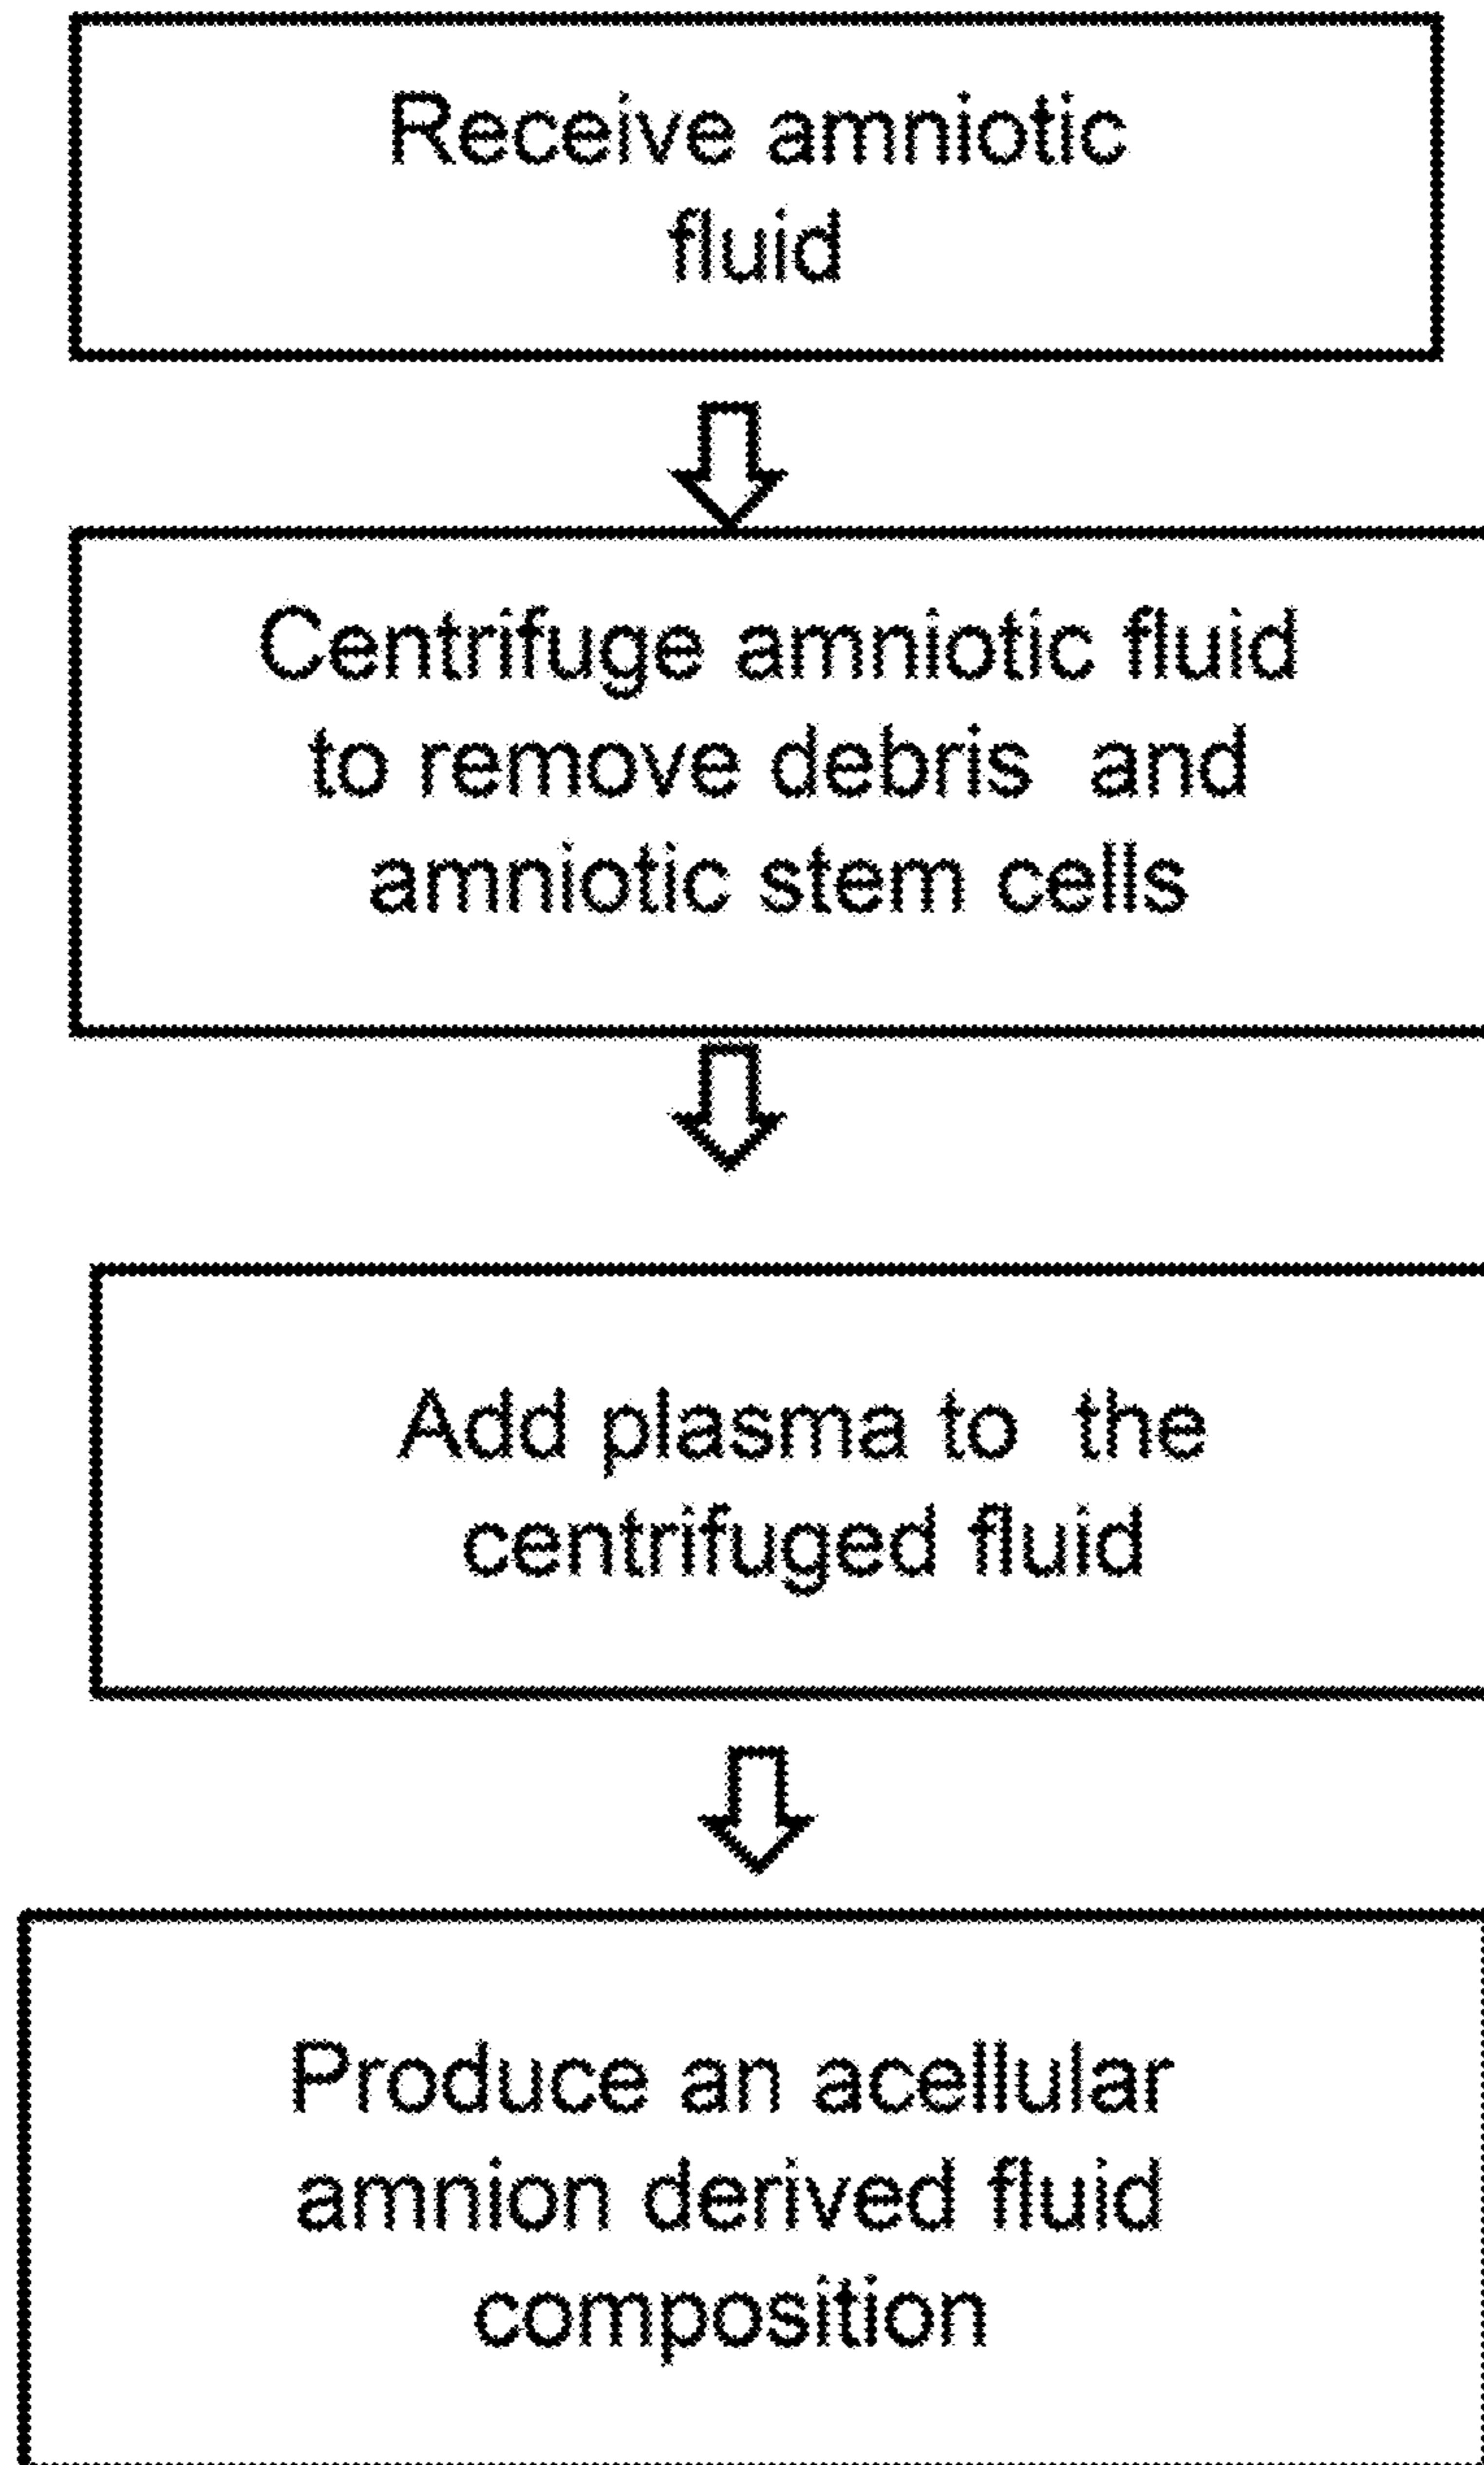 Receive amniotic
fluid
Centrifuge amniotic fluid
to remove debris and
amniotic stem cells
Add plasma to the
centrifuged fluid
Produce an acellular
amnion derived fluid
composition